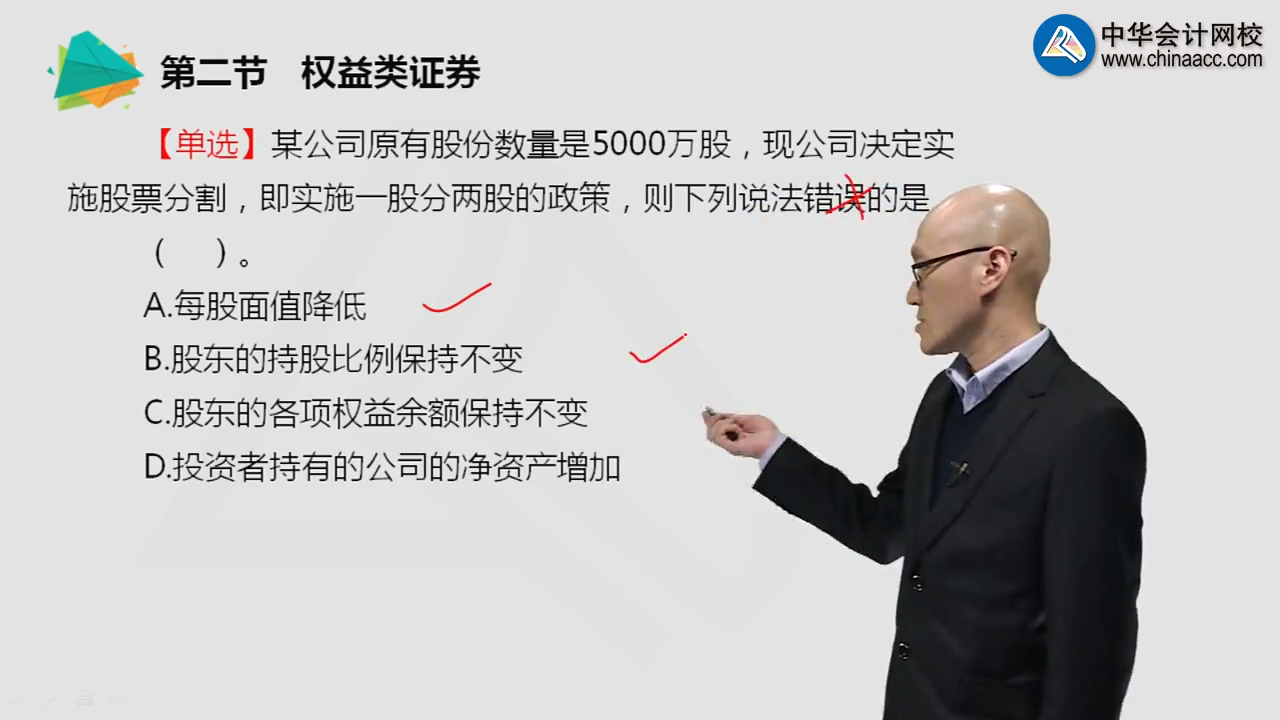 中华会计网校
www.chinaacc.com
第二节 权益类证券
【单选】某公司原有股份数量是5000万股，现公司决定实
施股票分割，即实施一股分两股的政策，则下列说法错误的是
（ ）。
A.每股面值降低
B.股东的持股比例保持不变
C.股东的各项权益余额保持不变
D.投资者持有的公司的净资产增加